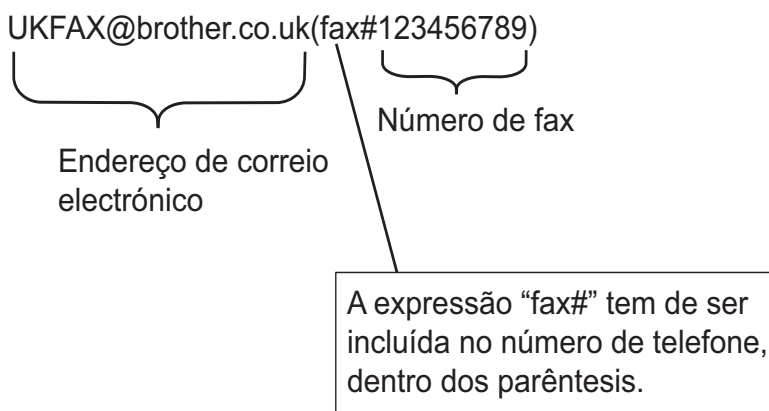 UKFAX@brother.co.uk(fax#123456789)
Número de fax
Endereço de correio
electrónico
A expressão “fax#” tem de ser
incluída no número de telefone,
dentro dos parêntesis.